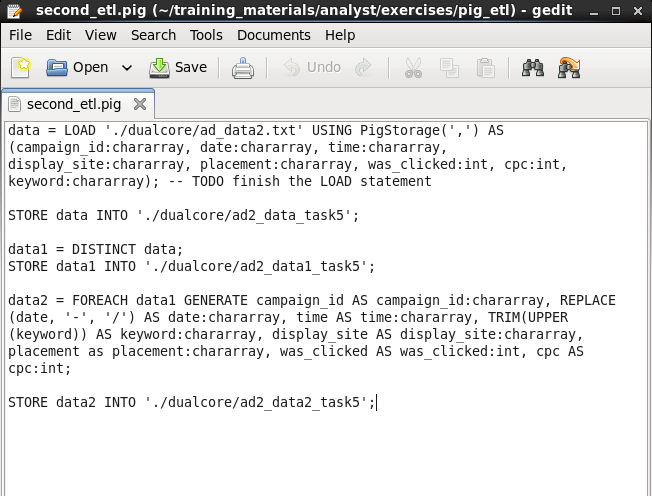 second_etl.pig (~/training_materials/analyst/exercises/pig_etl) - gedit
File Edit View Search Tools Documents Help
Open Save Undo
second_etl.pig
data = LOAD './dualcore/ad_data2.txt' USING PigStorage(',') AS
(campaign_id:chararray, date:chararray, time:chararray,
display_site:chararray, placement:chararray, was_clicked:int, cpc:int,
keyword:chararray); -- TODO finish the LOAD statement
STORE data INTO './dualcore/ad2_data_task5';
data1 = DISTINCT data;
STORE data1 INTO './dualcore/ad2_data1_task5';
data2 = FOREACH data1 GENERATE campaign_id AS campaign_id:chararray, REPLACE
(date, '-', '/') AS date:chararray, time AS time:chararray, TRIM(UPPER
(keyword)) AS keyword:chararray, display_site AS display_site:chararray,
placement as placement:chararray, was_clicked AS was_clicked:int, cpc AS
cpc:int;
STORE data2 INTO './dualcore/ad2_data2_task5';